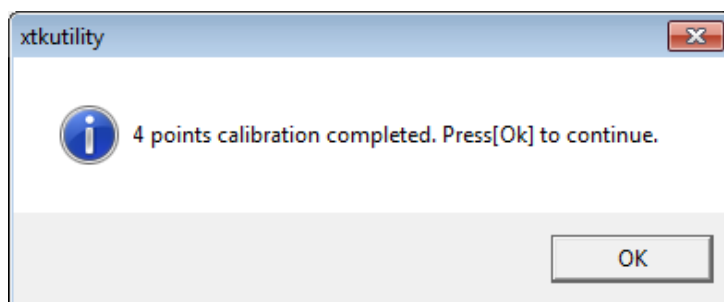 xtkutility
4 points calibration completed. Press[Ok] to continue.
OK